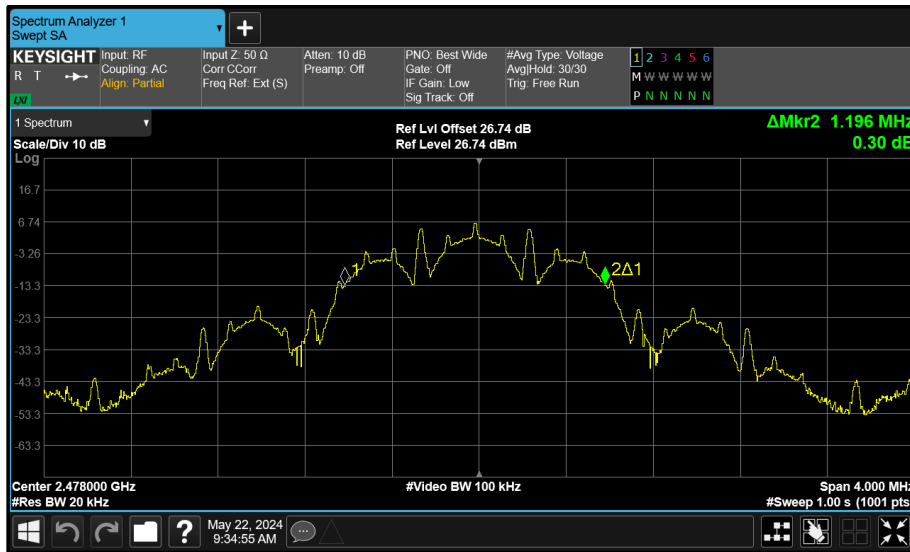 Spectrum Analyzer 1
Swept SA
KEYSIGHT
R T
LXI
Input: RF
Coupling: AC
Align: Partial
Input Z: 50 Ω
Corr CCorr
Freq Ref: Ext (S)
Atten: 10 dB
Preamp: Off
PNO: Best Wide
Gate: Off
IF Gain: Low
Sig Track: Off
#Avg Type: Voltage
Avg|Hold: 30/30
Trig: Free Run
1 2 3 4 5 6
M W W W W W
P N N N N N
1 Spectrum
Scale/Div 10 dB
Ref Lvl Offset 26.74 dB
Ref Level 26.74 dBm
ΔMkr2 1.196 MHz
0.30 dB
Log
16.7
6.74
-3.26
-13.3
-23.3
-33.3
-43.3
-53.3
-63.3
1
2Δ1
Center 2.478000 GHz
#Video BW 100 kHz
Span 4.000 MHz
#Res BW 20 kHz
#Sweep 1.00 s (1001 pts
May 22, 2024
9:34:55 AM